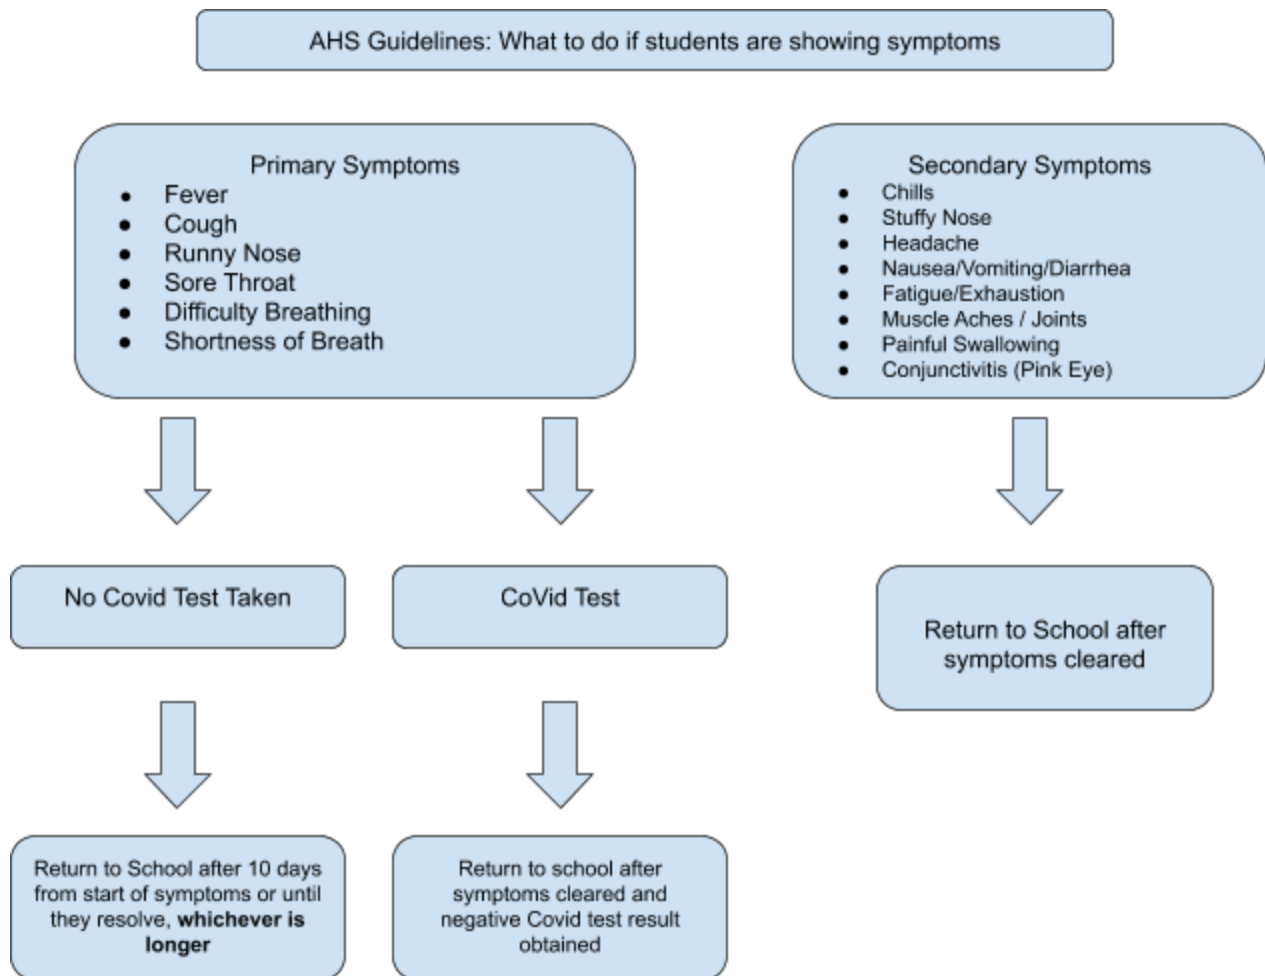 AHS Guidelines: What to do if students are showing symptoms
Primary Symptoms
● Fever
● Cough
● Runny Nose
● Sore Throat
● Difficulty Breathing
● Shortness of Breath
Secondary Symptoms
● Chills
● Stuffy Nose
● Headache
● Nausea/Vomiting/Diarrhea
● Fatigue/Exhaustion
● Muscle Aches / Joints
● Painful Swallowing
● Conjunctivitis (Pink Eye)
No Covid Test Taken
CoVid Test
Return to School after
symptoms cleared
Return to School after 10 days
from start of symptoms or until
they resolve, whichever is
longer
Return to school after
symptoms cleared and
negative Covid test result
obtained